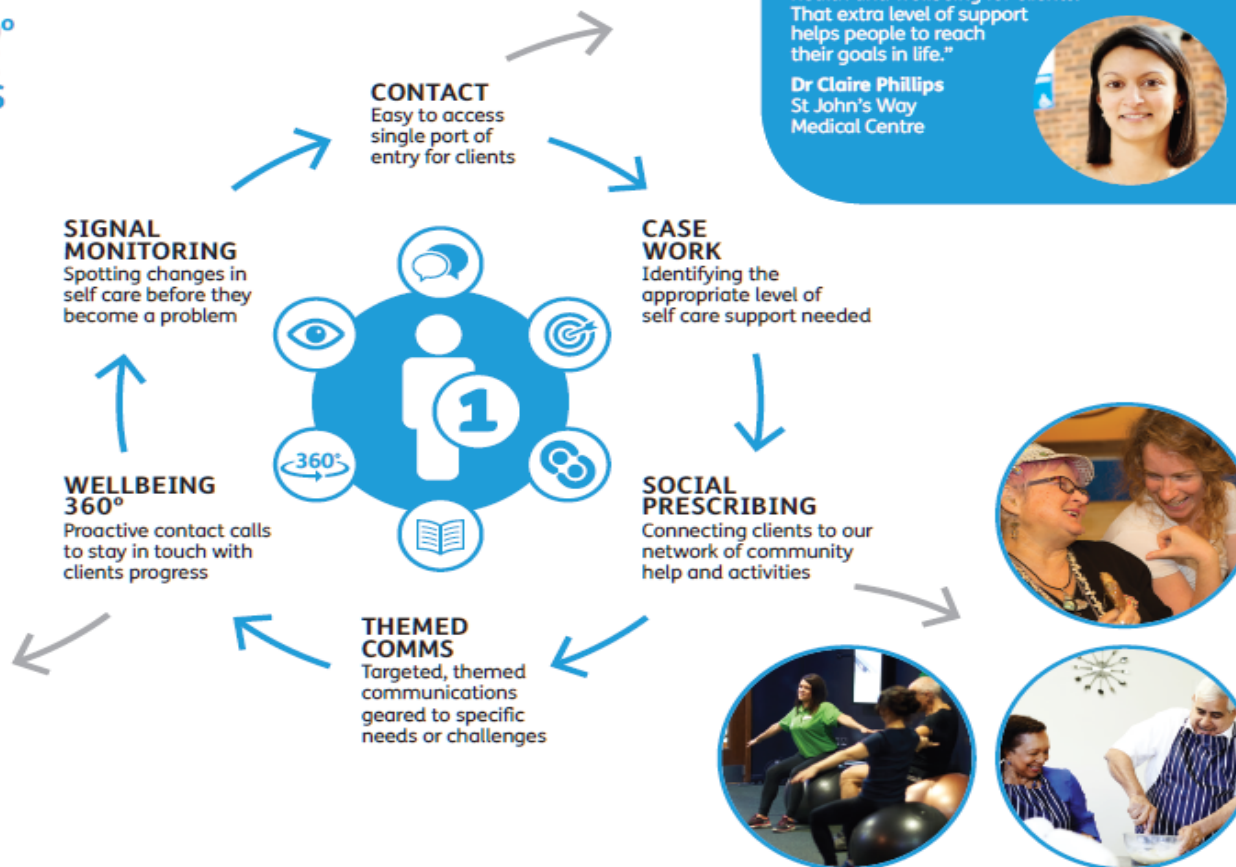 That extra level of support
helps people to reach
their goals in life.”
Dr Claire Phillips
St John’s Way
Medical Centre
CONTACT
Easy to access
single port of
entry for clients
SIGNAL
MONITORING
Spotting changes in
self care before they
become a problem
CASE
WORK
Identifying the
appropriate level of
self care support needed
1
360°
WELLBEING
360º
Proactive contact calls
to stay in touch with
clients progress
SOCIAL
PRESCRIBING
Connecting clients to our
network of community
help and activities
THEMED
COMMS
Targeted, themed
communications
geared to specific
needs or challenges